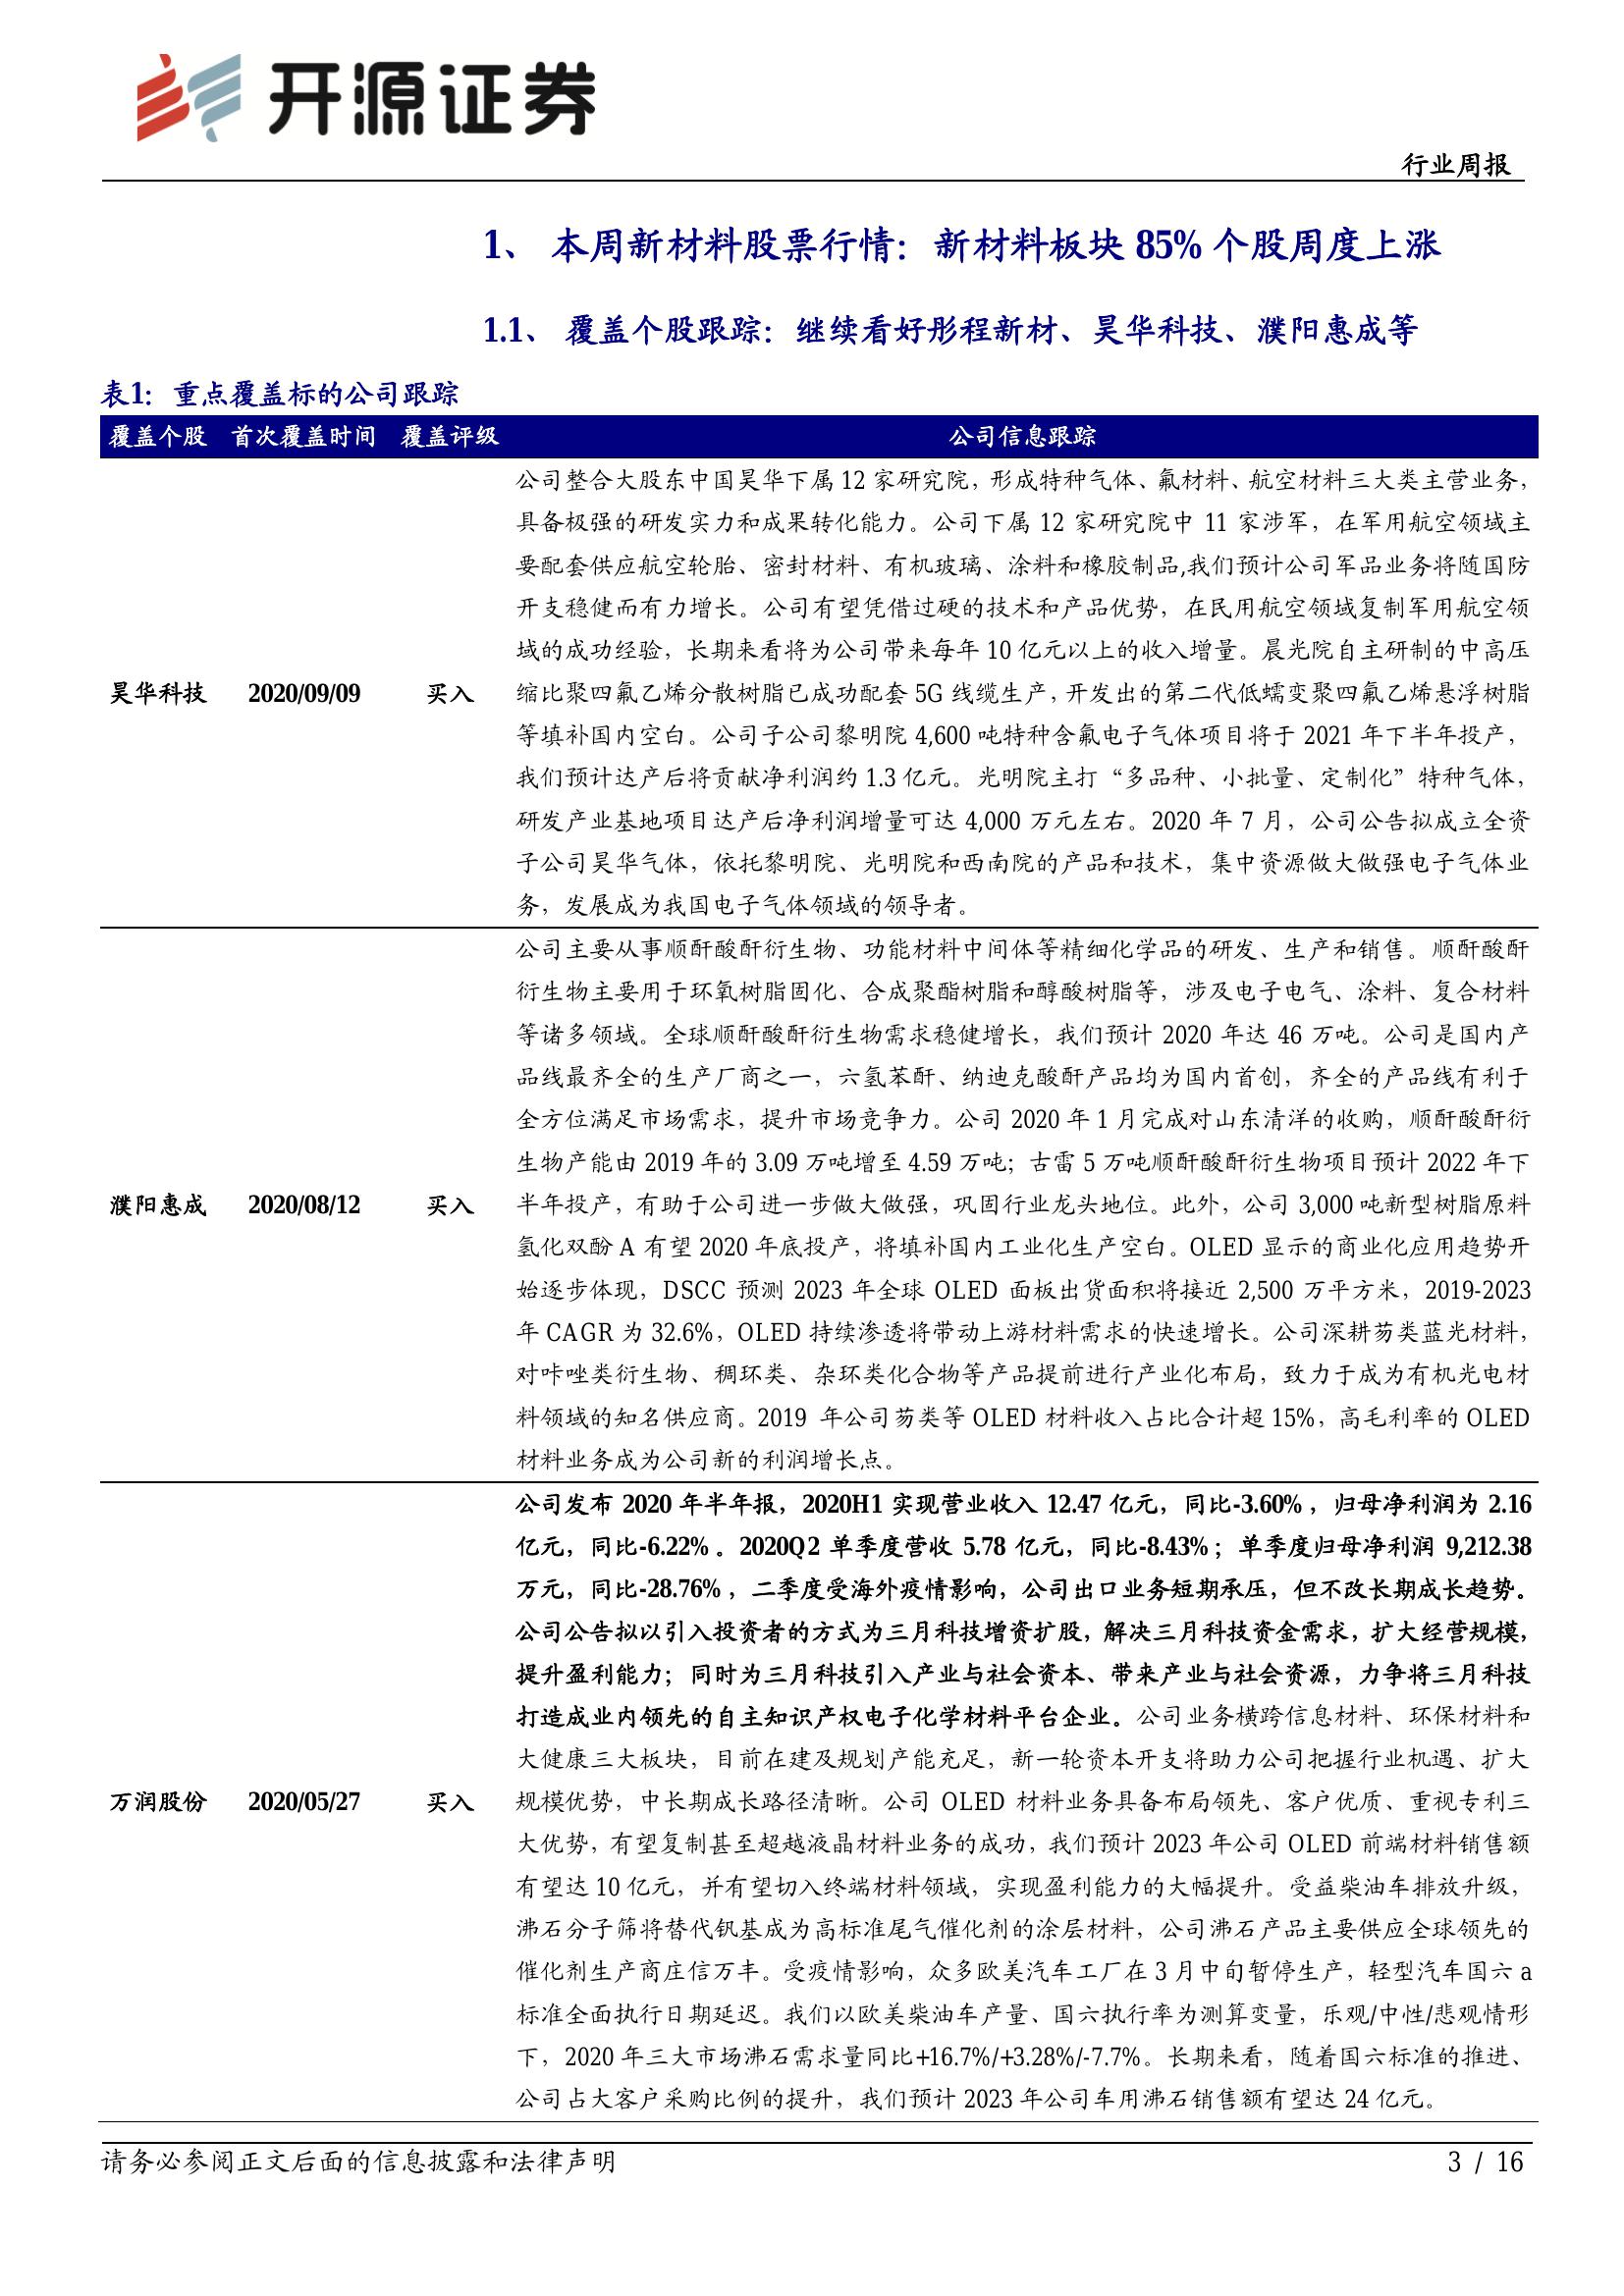 开源证券
行业周报
1、 本周新材料股票行情：新材料板块 85% 个股周度上涨
1.1、 覆盖个股跟踪：继续看好彤程新材、昊华科技、濮阳惠成等
表1：重点覆盖标的公司跟踪
覆盖个股 首次覆盖时间 覆盖评级 公司信息跟踪
公司整合大股东中国昊华下属 12 家研究院，形成特种气体、氟材料、航空材料三大类主营业务，
具备极强的研发实力和成果转化能力。公司下属 12 家研究院中 11 家涉军，在军用航空领域主
要配套供应航空轮胎、密封材料、有机玻璃、涂料和橡胶制品,我们预计公司军品业务将随国防
开支稳健而有力增长。公司有望凭借过硬的技术和产品优势，在民用航空领域复制军用航空领
域的成功经验，长期来看将为公司带来每年 10 亿元以上的收入增量。晨光院自主研制的中高压
昊华科技 2020/09/09 买入 缩比聚四氟乙烯分散树脂已成功配套 5G 线缆生产，开发出的第二代低蠕变聚四氟乙烯悬浮树脂
等填补国内空白。公司子公司黎明院 4,600 吨特种含氟电子气体项目将于 2021 年下半年投产，
我们预计达产后将贡献净利润约 1.3 亿元。光明院主打“多品种、小批量、定制化”特种气体，
研发产业基地项目达产后净利润增量可达 4,000 万元左右。2020 年 7 月，公司公告拟成立全资
子公司昊华气体，依托黎明院、光明院和西南院的产品和技术，集中资源做大做强电子气体业
务，发展成为我国电子气体领域的领导者。
公司主要从事顺酐酸酐衍生物、功能材料中间体等精细化学品的研发、生产和销售。顺酐酸酐
衍生物主要用于环氧树脂固化、合成聚酯树脂和醇酸树脂等，涉及电子电气、涂料、复合材料
等诸多领域。全球顺酐酸酐衍生物需求稳健增长，我们预计 2020 年达 46 万吨。公司是国内产
品线最齐全的生产厂商之一，六氢苯酐、纳迪克酸酐产品均为国内首创，齐全的产品线有利于
全方位满足市场需求，提升市场竞争力。公司 2020 年 1 月完成对山东清洋的收购，顺酐酸酐衍
生物产能由 2019 年的 3.09 万吨增至 4.59 万吨；古雷 5 万吨顺酐酸酐衍生物项目预计 2022 年下
濮阳惠成 2020/08/12 买入 半年投产，有助于公司进一步做大做强，巩固行业龙头地位。此外，公司 3,000 吨新型树脂原料
氢化双酚 A 有望 2020 年底投产，将填补国内工业化生产空白。OLED 显示的商业化应用趋势开
始逐步体现，DSCC 预测 2023 年全球 OLED 面板出货面积将接近 2,500 万平方米，2019-2023
年 CAGR 为 32.6%，OLED 持续渗透将带动上游材料需求的快速增长。公司深耕芴类蓝光材料，
对咔唑类衍生物、稠环类、杂环类化合物等产品提前进行产业化布局，致力于成为有机光电材
料领域的知名供应商。2019 年公司芴类等 OLED 材料收入占比合计超 15%，高毛利率的 OLED
材料业务成为公司新的利润增长点。
公司发布 2020 年半年报，2020H1 实现营业收入 12.47 亿元，同比-3.60%，归母净利润为 2.16
亿元，同比-6.22%。2020Q2 单季度营收 5.78 亿元，同比-8.43%；单季度归母净利润 9,212.38
万元，同比-28.76%，二季度受海外疫情影响，公司出口业务短期承压，但不改长期成长趋势。
公司公告拟以引入投资者的方式为三月科技增资扩股，解决三月科技资金需求，扩大经营规模，
提升盈利能力；同时为三月科技引入产业与社会资本、带来产业与社会资源，力争将三月科技
打造成业内领先的自主知识产权电子化学材料平台企业。公司业务横跨信息材料、环保材料和
大健康三大板块，目前在建及规划产能充足，新一轮资本开支将助力公司把握行业机遇、扩大
万润股份 2020/05/27 买入 规模优势，中长期成长路径清晰。公司 OLED 材料业务具备布局领先、客户优质、重视专利三
大优势，有望复制甚至超越液晶材料业务的成功，我们预计 2023 年公司 OLED 前端材料销售额
有望达 10 亿元，并有望切入终端材料领域，实现盈利能力的大幅提升。受益柴油车排放升级，
沸石分子筛将替代钒基成为高标准尾气催化剂的涂层材料，公司沸石产品主要供应全球领先的
催化剂生产商庄信万丰。受疫情影响，众多欧美汽车工厂在 3 月中旬暂停生产，轻型汽车国六 a
标准全面执行日期延迟。我们以欧美柴油车产量、国六执行率为测算变量，乐观/中性/悲观情形
下，2020 年三大市场沸石需求量同比+16.7%/+3.28%/-7.7%。长期来看，随着国六标准的推进、
公司占大客户采购比例的提升，我们预计 2023 年公司车用沸石销售额有望达 24 亿元。
请务必参阅正文后面的信息披露和法律声明 3 / 16